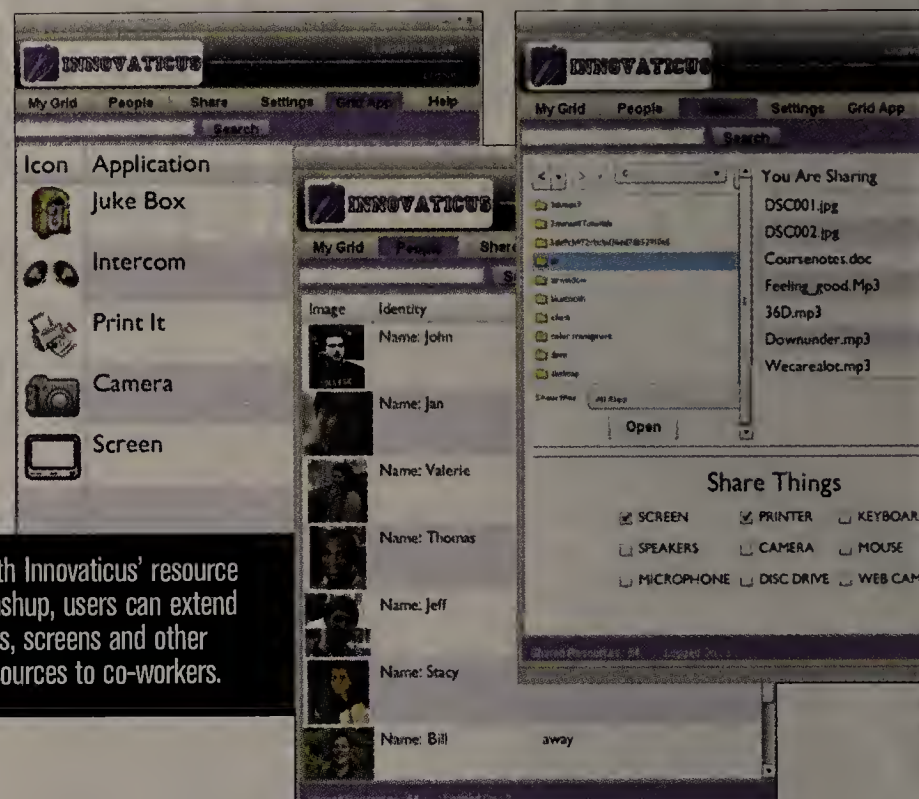 INNOVATICUS
My Grid People Share Settings Grid App Help
Search
Icon Application
Juke Box
Intercom
Print It
Camera
Screen
INNOVATICUS
My Grid People Share
Image Identity
Name: John
Name: Jan
Name: Valerie
Name: Thomas
Name: Jeff
Name: Stacy
Name: Bill away
INNOVATICUS
My Grid People Settings Grid App
Search
bluetooth
desktop
Open
You Are Sharing
DSC001.jpg
DSC002.jpg
Coursenotes.doc
Feeling_good.Mp3
36D.mp3
Downunder.mp3
Wecarealot.mp3
Share Things
SCREEN PRINTER KEYBOAR
SPEAKERS CAMERA MOUSE
MICROPHONE DISC DRIVE WEB CAM
th Innovaticus' resource
shup, users can extend
s, screens and other
ources to co-workers.